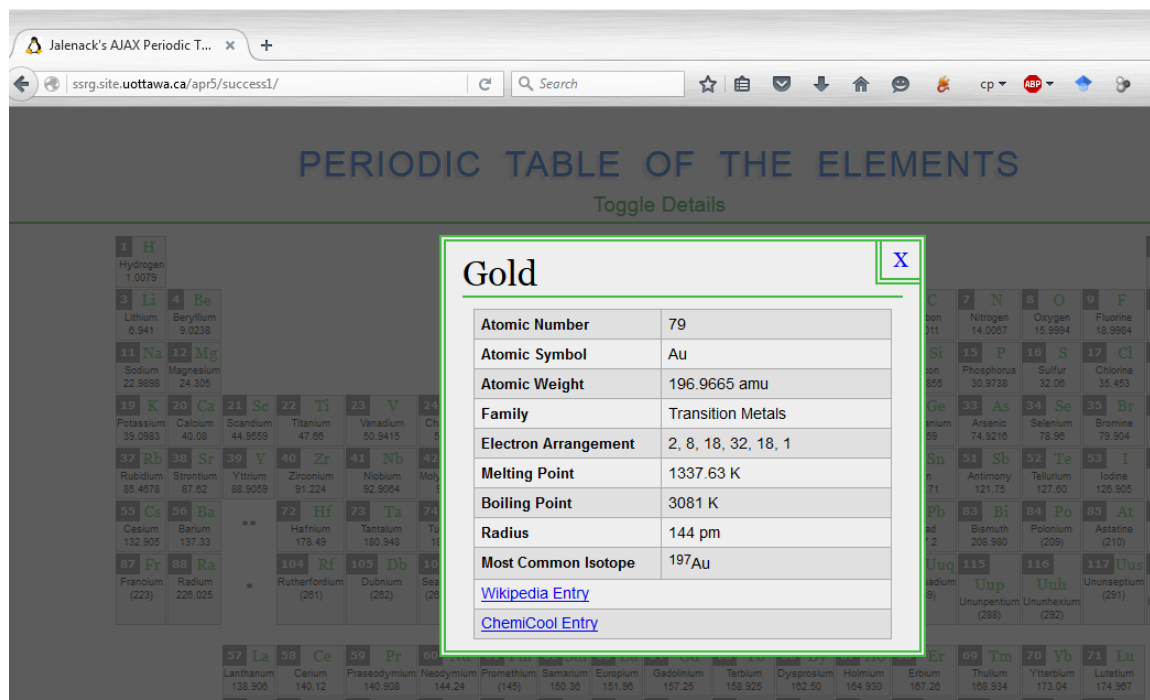 Jalenack's AJAX Periodic T...
ssrg.site.uottawa.ca/apr5/success1/
Search
cp
ABP
PERIODIC TABLE OF THE ELEMENTS
Toggle Details
1 H
Hydrogen
1.0079
Gold
X
3 Li 4 Be
7 N 8 O 9 F
Lithium Beryllium
Nitrogen Oxygen Fluorine
6.941 9.0238
14.0067 15.9994 18.9984
Atomic Number 79
11 Na 12 Mg
Si 15 P 16 S 17 Cl
Atomic Symbol Au
Sodium Magnesium
Phosphorus Sulfur Chlorine
22.9898 24.305
30.9738 32.06 35.453
Atomic Weight 196.9665 amu
19 K 20 Ca 21 Sc 22 Ti 23 V 24
Ge 33 As 34 Se 35 Br
Family Transition Metals
Potassium Calcium Scandium Titanium Vanadium
Arsenic Selenium Bromine
39.0983 40.08 44.9559 47.66 50.9415
74.9216 78.96 79.904
Electron Arrangement 2, 8, 18, 32, 18, 1
37 Rb 38 Sr 39 Y 40 Zr 41 Nb 42
Sn 51 Sb 52 Te 53 I
Melting Point 1337.63 K
Rubidium Strontium Yttrium Zirconium Niobium
Antimony Tellurium Iodine
85.4678 87.62 88.9059 91.224 92.9064
121.75 127.60 126.905
Boiling Point 3081 K
55 Cs 56 Ba ** 72 Hf 73 Ta 74
Pb 83 Bi 84 Po 85 At
Radius 144 pm
Cesium Barium Hafnium Tantalum
Bismuth Polonium Astatine
132.905 137.33 178.49 180.948
208.980 (209) (210)
Most Common Isotope 197Au
87 Fr 88 Ra * 104 Rf 105 Db
Uuq 115 Uup 116 Uuh 117 Uus
Francium Radium Rutherfordium Dubnium
Ununpentium Ununhexium Ununseptium
(223) 226.025 (261) (262)
(288) (292) (291)
Wikipedia Entry
ChemiCool Entry
57 La 58 Ce 59 Pr 60 Nd
Er 69 Tm 70 Yb 71 Lu
Lanthanum Cerium Praseodymium Neodymium Promethium Samarium Europium Gadolinium Terbium Dysprosium Holmium Erbium Thulium Ytterbium Lutetium
138.906 140.12 140.908 144.24 (145) 150.36 151.96 157.25 158.925 162.50 164.930 167.26 168.934 173.04 174.967